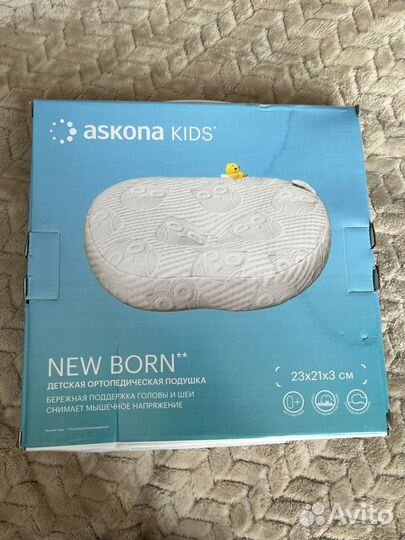 askona KIDS®
NEW BORN**
ДЕТСКАЯ ОРТОПЕДИЧЕСКАЯ ПОДУШКА
БЕРЕЖНАЯ ПОДДЕРЖКА ГОЛОВЫ И ШЕИ
СНИМАЕТ МЫШЕЧНОЕ НАПРЯЖЕНИЕ
23x21x3 СМ
0+
Avito